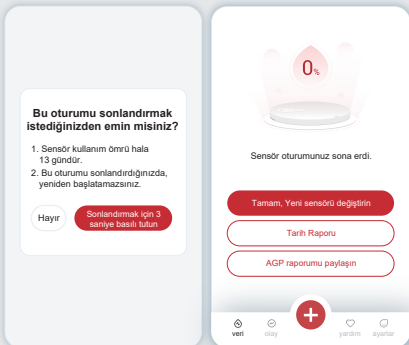 Bu oturumu sonlandırmak
istediğinizden emin misiniz?
1. Sensör kullanım ömrü hala
13 gündür.
2. Bu oturumu sonlandırdığınızda,
yeniden başlatamazsınız.
Hayır
Sonlandırmak için 3
saniye basılı tutun
0%
Sensör oturumunuz sona erdi.
Tamam, Yeni sensörü değiştirin
Tarih Raporu
AGP raporumu paylaşın
veri olay yardım ayarlar